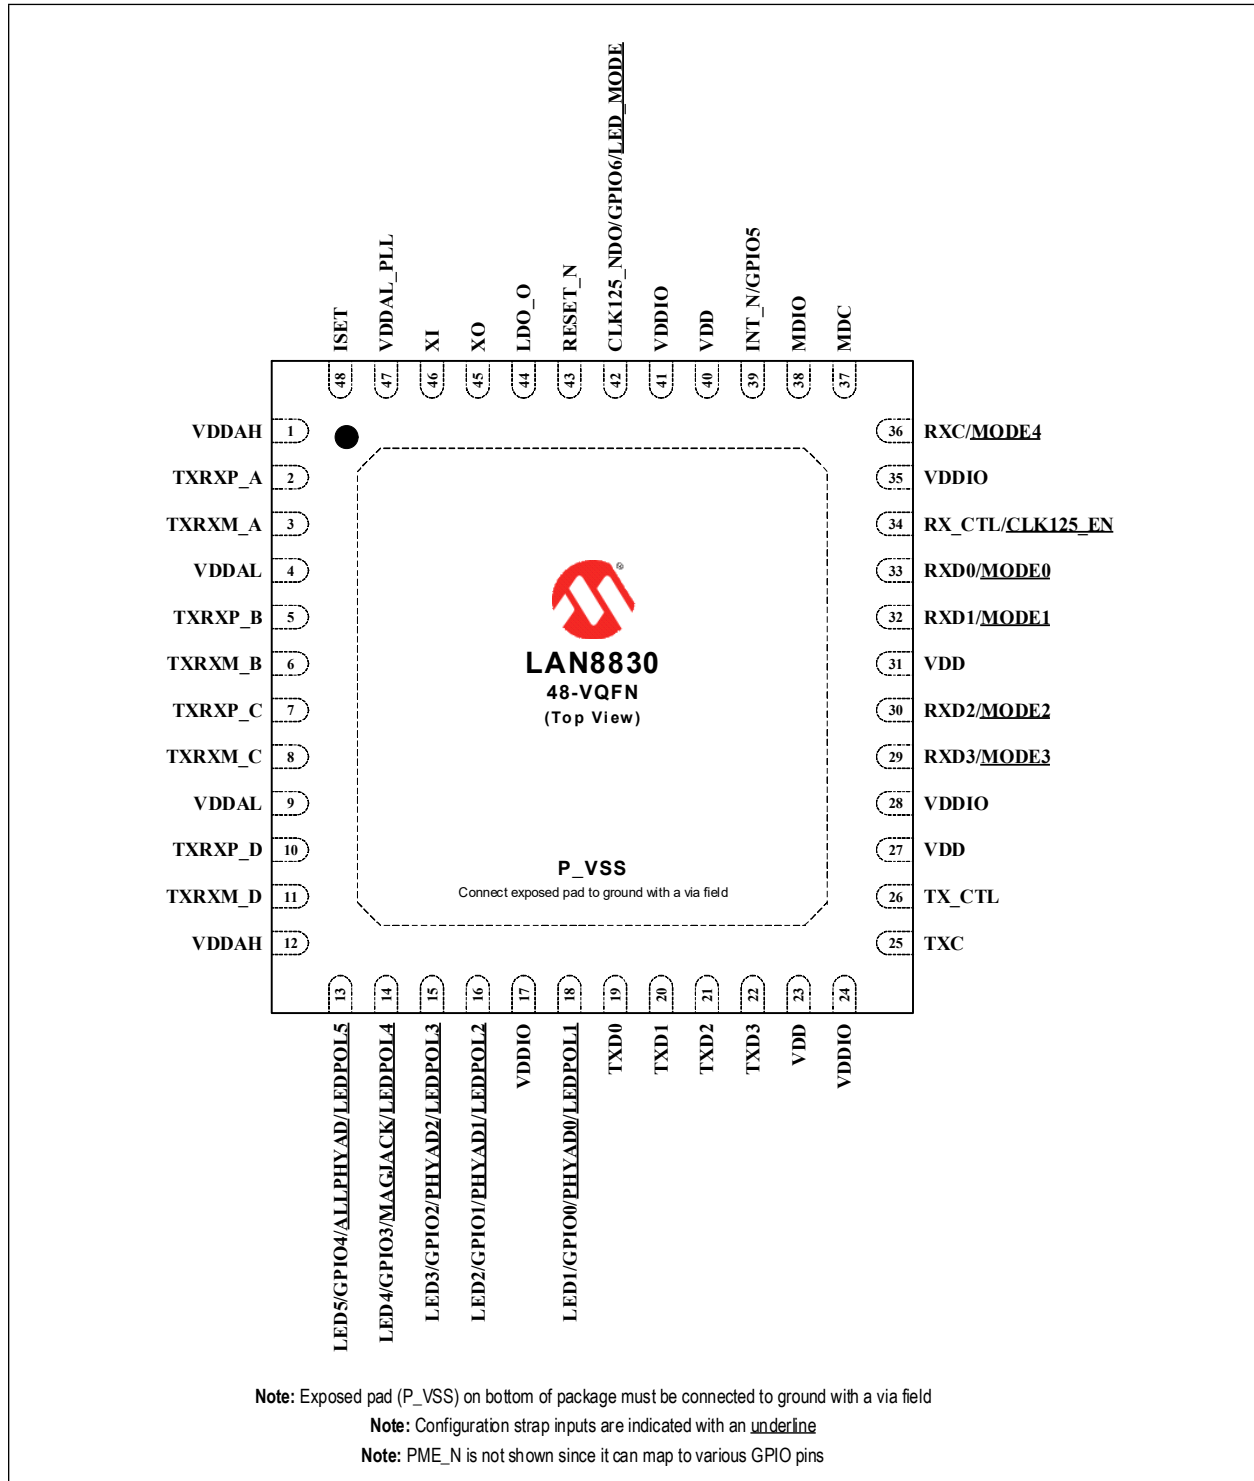 ISET
VDDAL_PLL
XI
XO
LDO_O
RESET_N
CLK125_NDO/GPIO6/LED_MODE
VDDIO
VDD
INT_N/GPIO5
MDIO
MDC
48
47
46
45
44
43
42
41
40
39
38
37
VDDAH 1
TXRXP_A 2
TXRXM_A 3
VDDAL 4
TXRXP_B 5
TXRXM_B 6
TXRXP_C 7
TXRXM_C 8
VDDAL 9
TXRXP_D 10
TXRXM_D 11
VDDAH 12
36 RXC/MODE4
35 VDDIO
34 RX_CTL/CLK125_EN
33 RXD0/MODE0
32 RXD1/MODE1
31 VDD
30 RXD2/MODE2
29 RXD3/MODE3
28 VDDIO
27 VDD
26 TX_CTL
25 TXC
®
LAN8830
48-VQFN
(Top View)
P_VSS
Connect exposed pad to ground with a via field
13
14
15
16
17
18
19
20
21
22
23
24
LED5/GPIO4/ALLPHYAD/LEDPOL5
LED4/GPIO3/MAGJACK/LEDPOL4
LED3/GPIO2/PHYAD2/LEDPOL3
LED2/GPIO1/PHYAD1/LEDPOL2
VDDIO
LED1/GPIO0/PHYAD0/LEDPOL1
TXD0
TXD1
TXD2
TXD3
VDD
VDDIO
Note: Exposed pad (P_VSS) on bottom of package must be connected to ground with a via field
Note: Configuration strap inputs are indicated with an underline
Note: PME_N is not shown since it can map to various GPIO pins